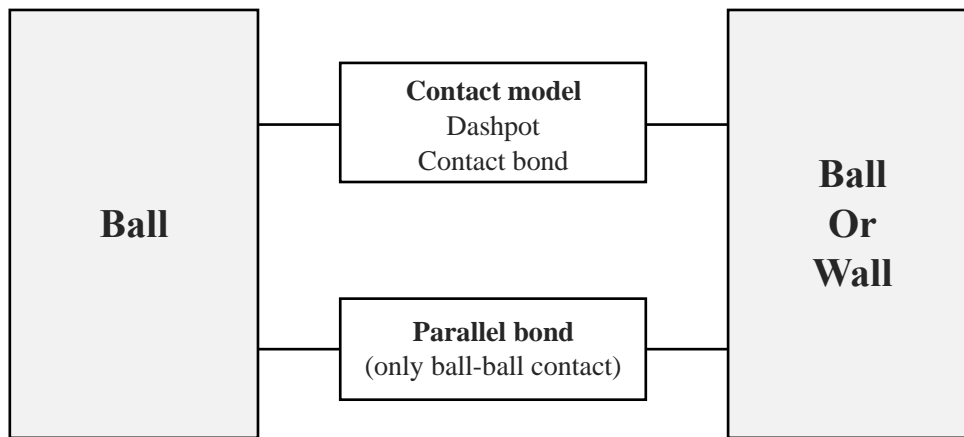 Ball
Contact model
Dashpot
Contact bond
Parallel bond
(only ball-ball contact)
Ball
Or
Wall